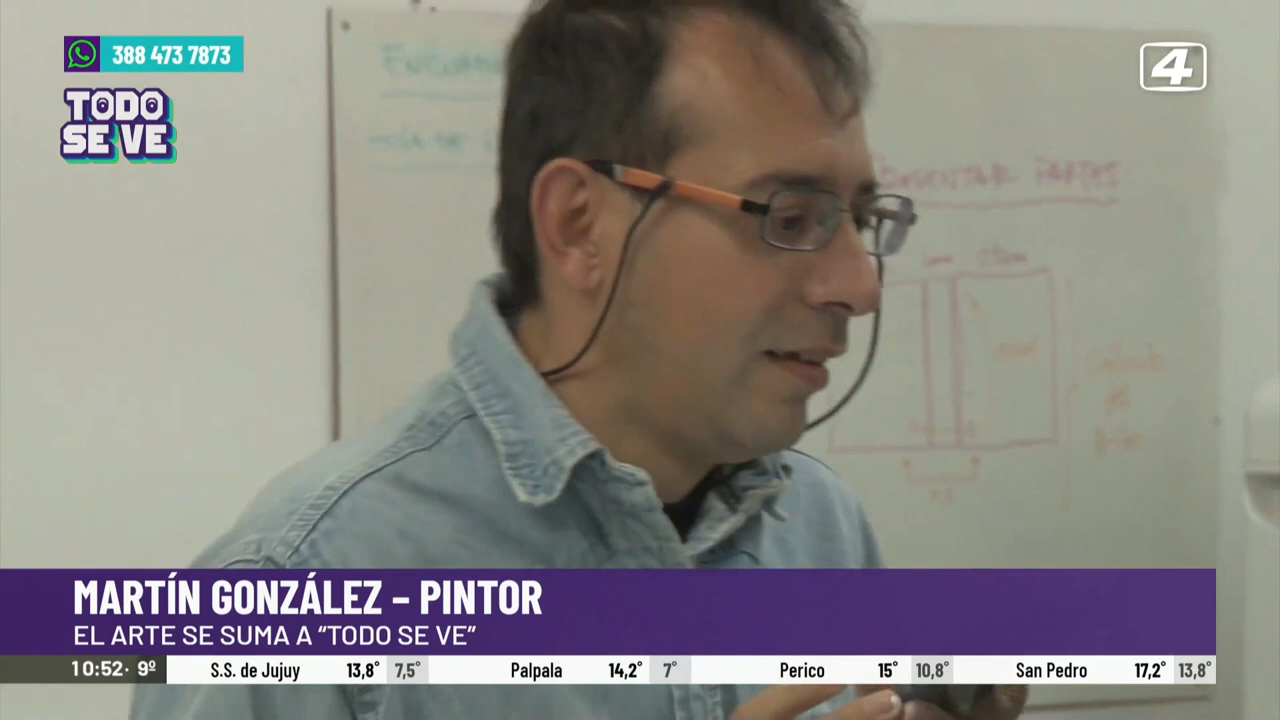 388 473 7873
4
TODO
SE VE
PARTES
MARTÍN GONZÁLEZ – PINTOR
EL ARTE SE SUMA A “TODO SE VE”
10:52· 9º
S.S. de Jujuy 13,8° 7,5° Palpala 14,2° 7° Perico 15° 10,8° San Pedro 17,2° 13,8°